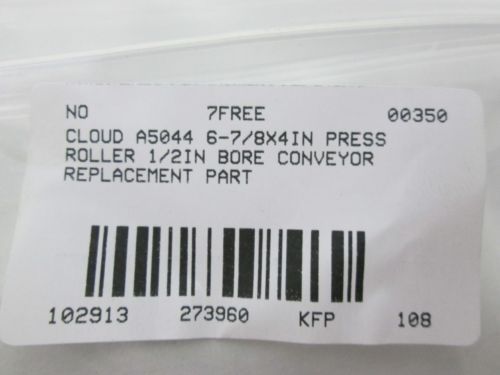 NO 7FREE 00350
CLOUD A5044 6-7/8X4IN PRESS
ROLLER 1/2IN BORE CONVEYOR
REPLACEMENT PART
102913 273960 KFP 108